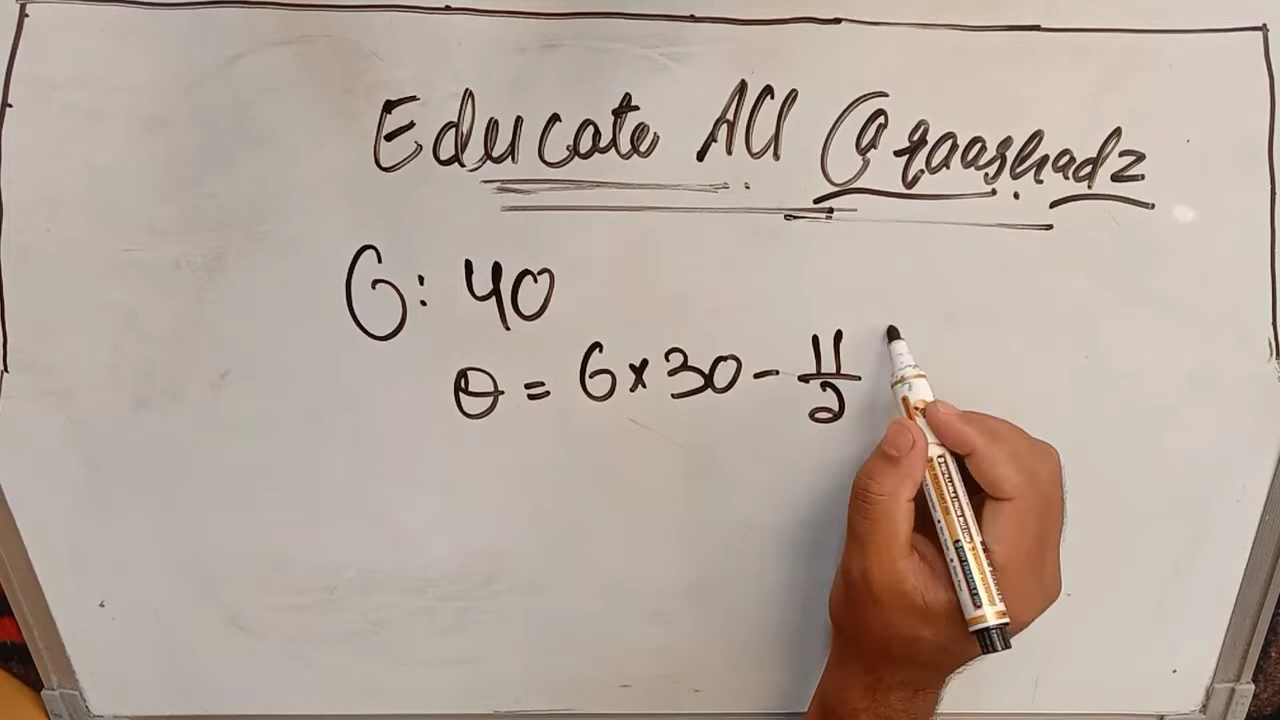 Educate All @raashadz
6: 40
θ = 6 × 30 - 11/2